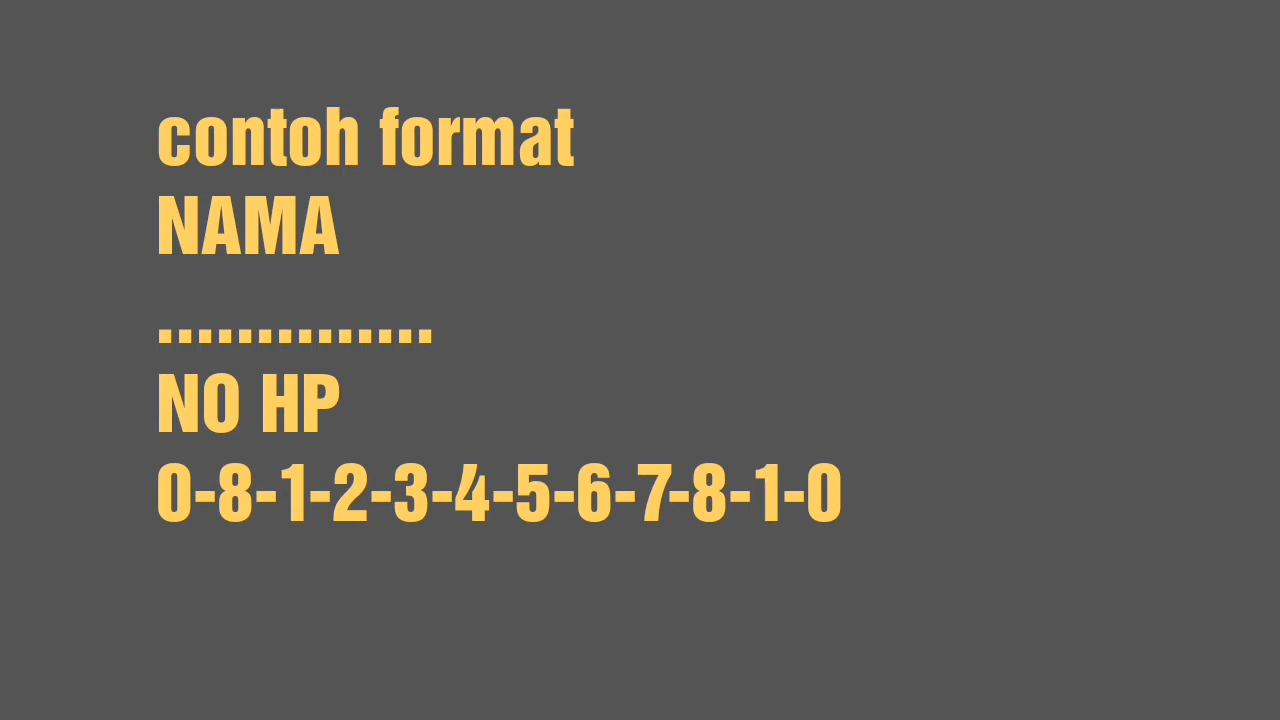 contoh format
NAMA
..............
NO HP
0-8-1-2-3-4-5-6-7-8-1-0